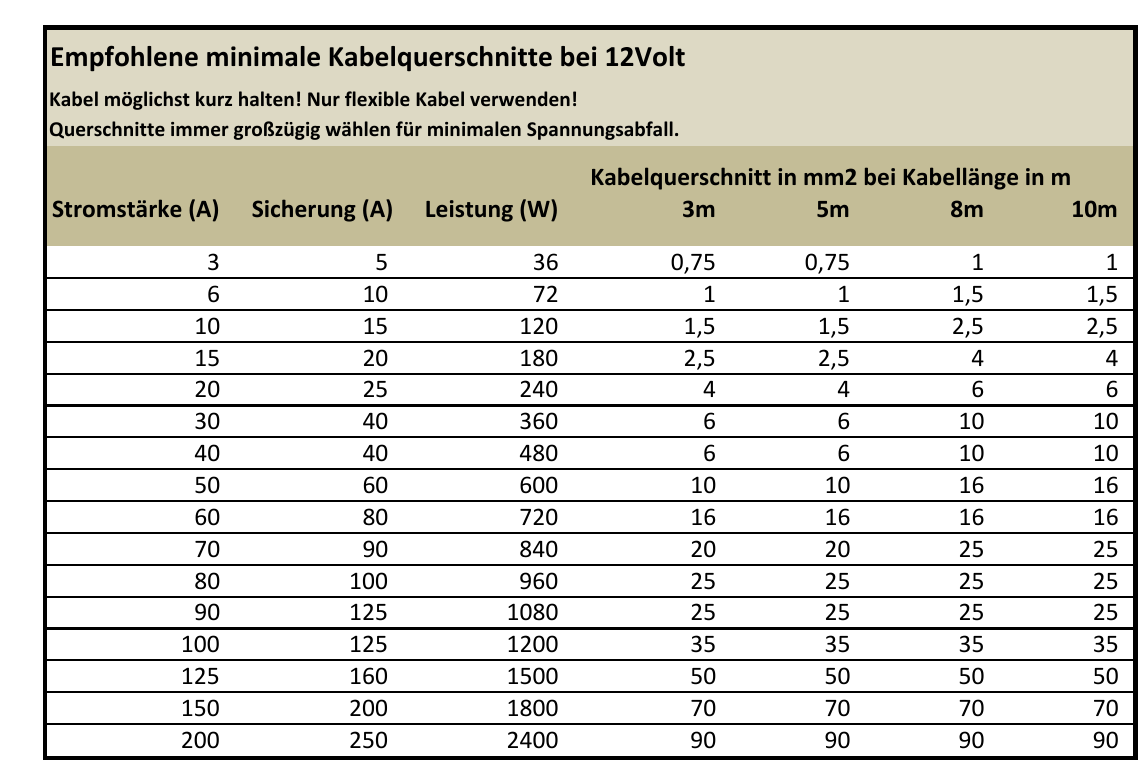 Empfohlene minimale Kabelquerschnitte bei 12Volt
Kabel möglichst kurz halten! Nur flexible Kabel verwenden!
Querschnitte immer großzügig wählen für minimalen Spannungsabfall.
Kabelquerschnitt in mm2 bei Kabellänge in m
Stromstärke (A) Sicherung (A) Leistung (W) 3m 5m 8m 10m
3 5 36 0,75 0,75 1 1
6 10 72 1 1 1,5 1,5
10 15 120 1,5 1,5 2,5 2,5
15 20 180 2,5 2,5 4 4
20 25 240 4 4 6 6
30 40 360 6 6 10 10
40 40 480 6 6 10 10
50 60 600 10 10 16 16
60 80 720 16 16 16 16
70 90 840 20 20 25 25
80 100 960 25 25 25 25
90 125 1080 25 25 25 25
100 125 1200 35 35 35 35
125 160 1500 50 50 50 50
150 200 1800 70 70 70 70
200 250 2400 90 90 90 90